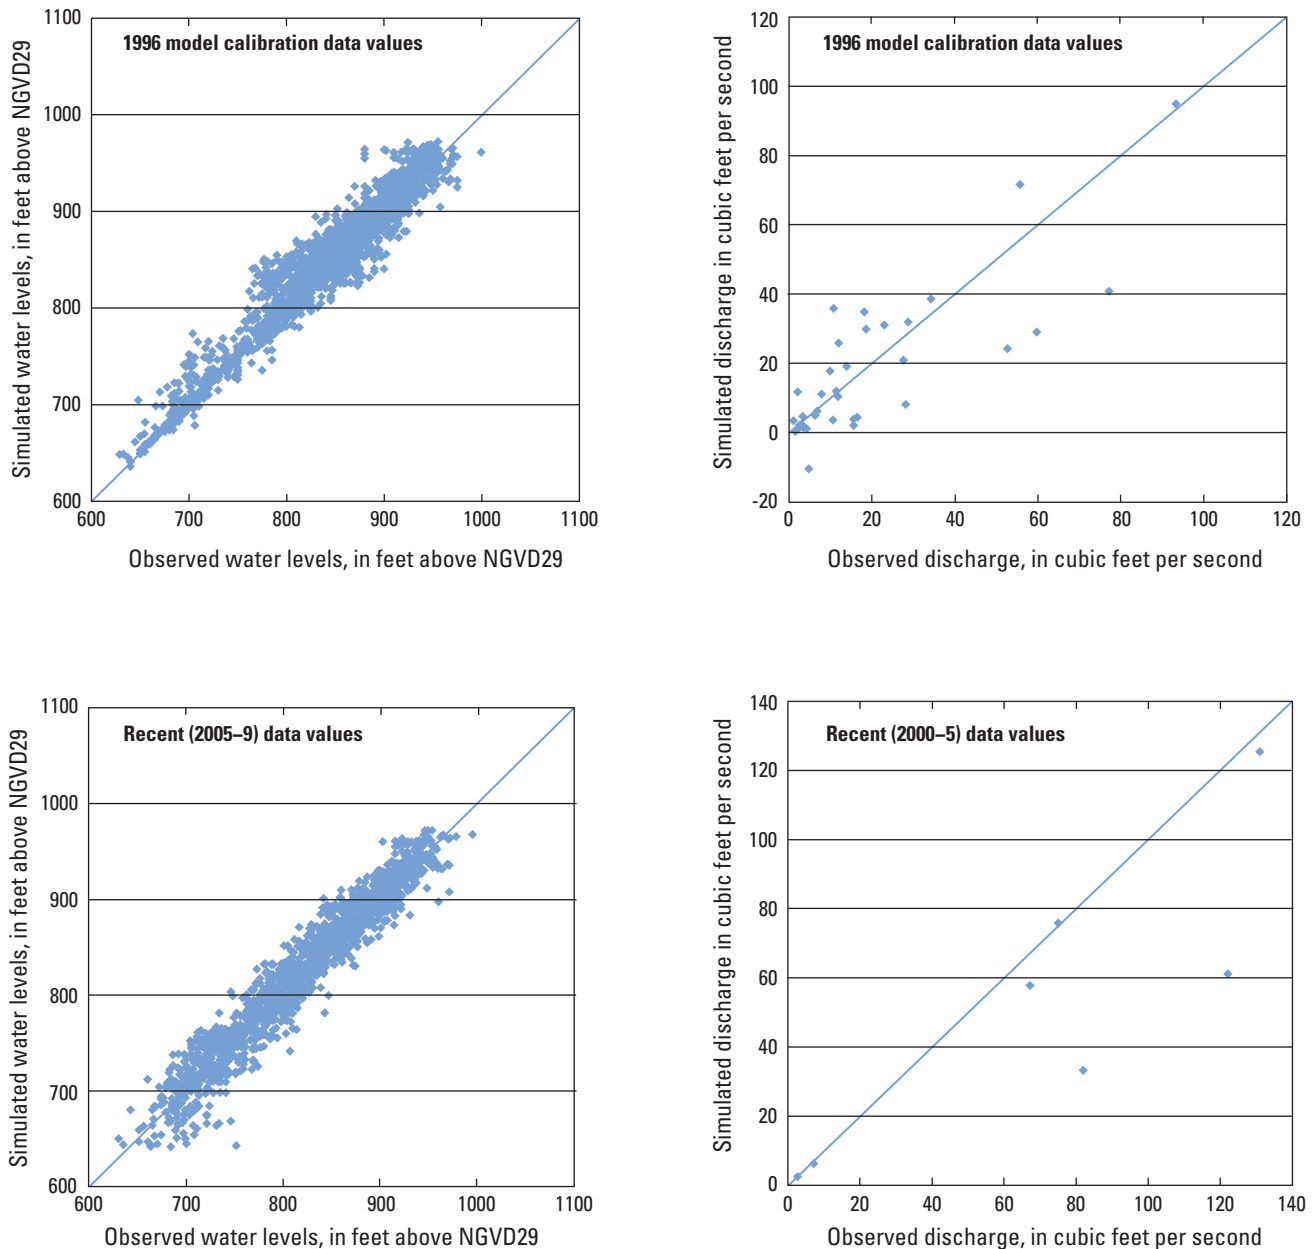 1996 model calibration data values
Simulated water levels, in feet above NGVD29
1100
1000
900
800
700
600
600 700 800 900 1000 1100
Observed water levels, in feet above NGVD29
1996 model calibration data values
Simulated discharge in cubic feet per second
120
100
80
60
40
20
0
-20
0 20 40 60 80 100 120
Observed discharge, in cubic feet per second
Recent (2005–9) data values
Simulated water levels, in feet above NGVD29
1100
1000
900
800
700
600
600 700 800 900 1000 1100
Observed water levels, in feet above NGVD29
Recent (2000–5) data values
Simulated discharge in cubic feet per second
140
120
100
80
60
40
20
0
0 20 40 60 80 100 120 140
Observed discharge, in cubic feet per second